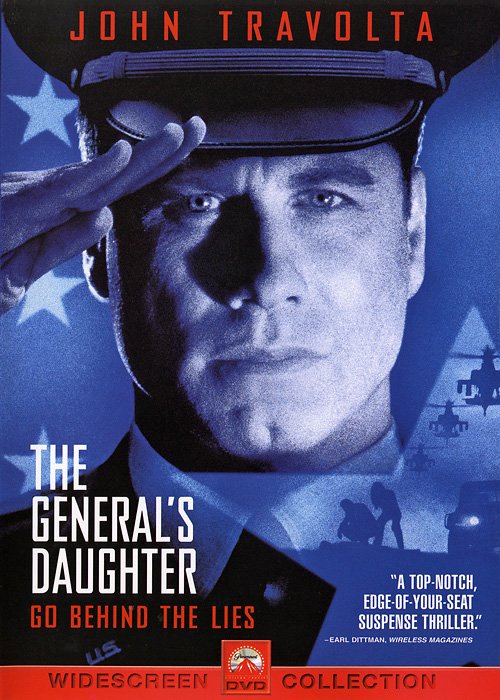 JOHN TRAVOLTA
THE
GENERAL'S
DAUGHTER
GO BEHIND THE LIES
"A TOP-NOTCH,
EDGE-OF-YOUR-SEAT
SUSPENSE THRILLER."
–EARL DITTMAN, WIRELESS MAGAZINES
U.S.
Paramount
WIDESCREEN DVD COLLECTION